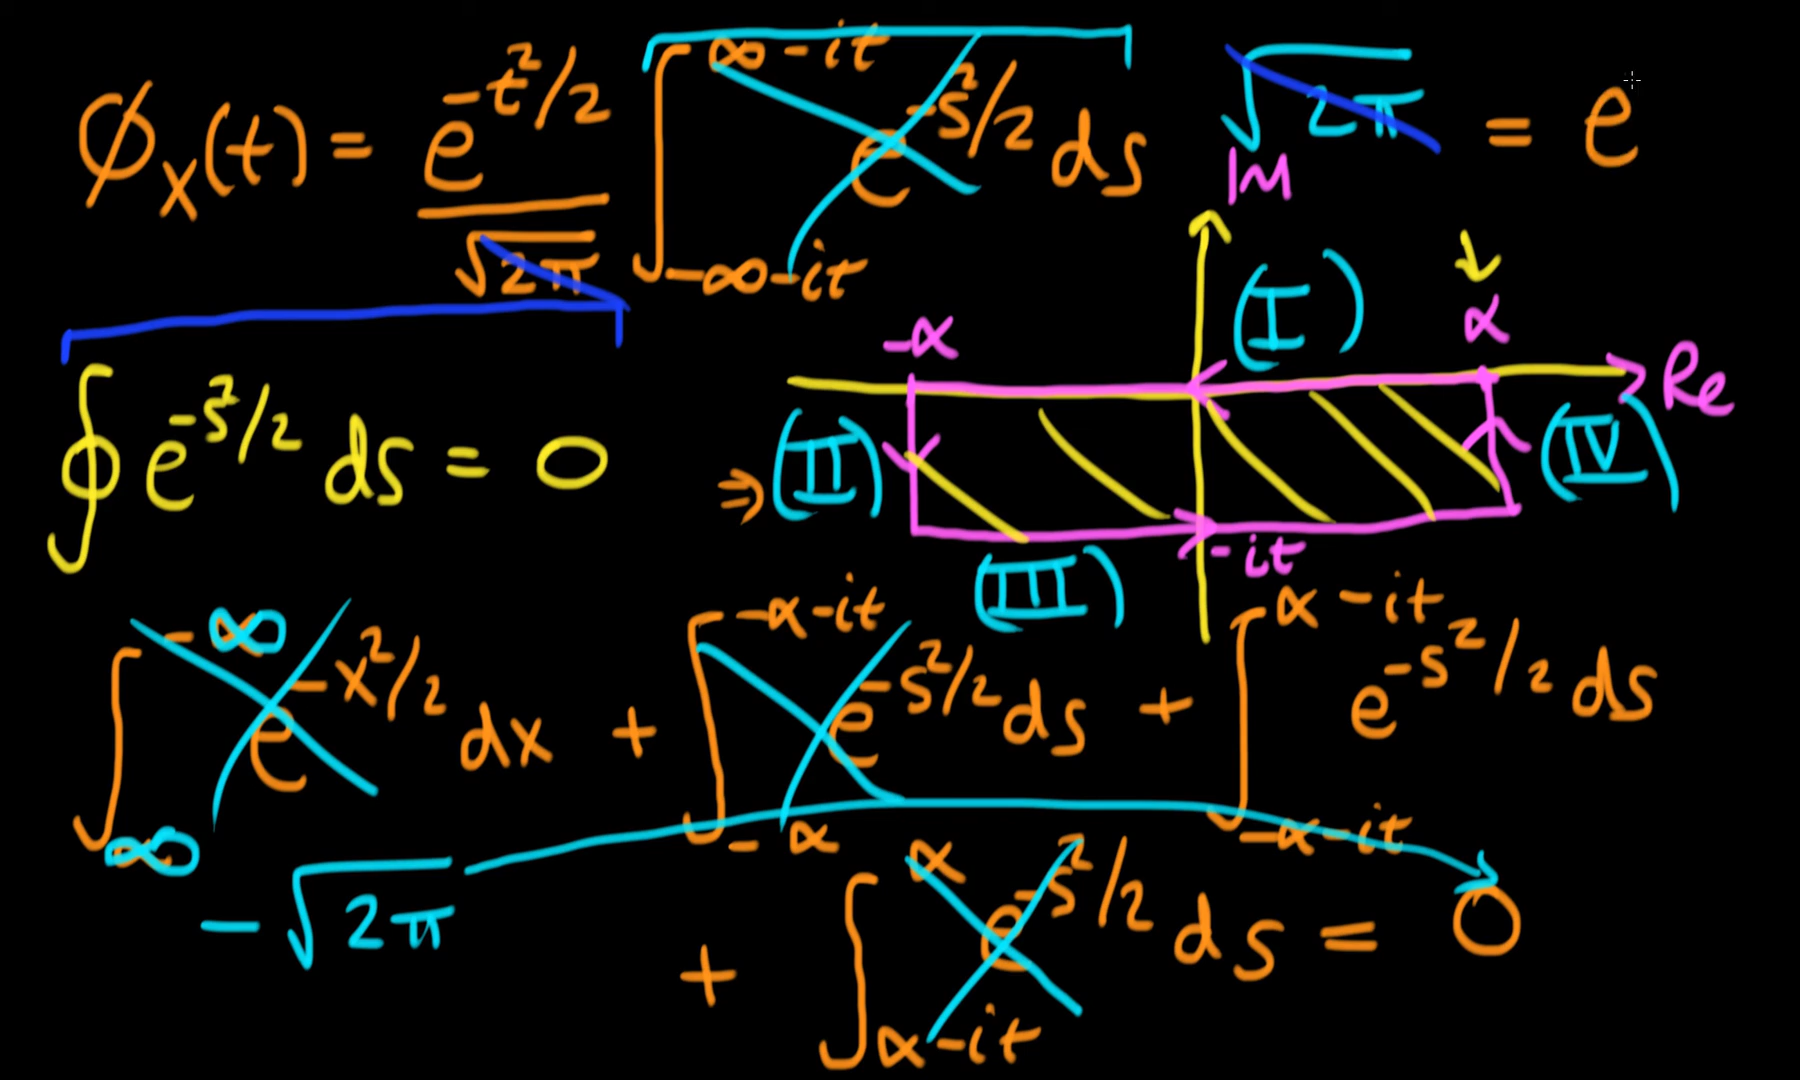 ϕ_X(t) = e^{-t²/2} / √2π ∫_{-∞-it}^{∞-it} e^{-s²/2} ds √2π = e
IM
(I)
-α α
Re
∮ e^{-s²/2} ds = 0
⇒ (II) (IV)
-it
(III)
∫_{∞}^{-∞} e^{-x²/2} dx + ∫_{-α}^{-α-it} e^{-s²/2} ds + ∫_{-α-it}^{α-it} e^{-s²/2} ds
-√2π
+ ∫_{α-it}^{α} e^{-s²/2} ds = 0